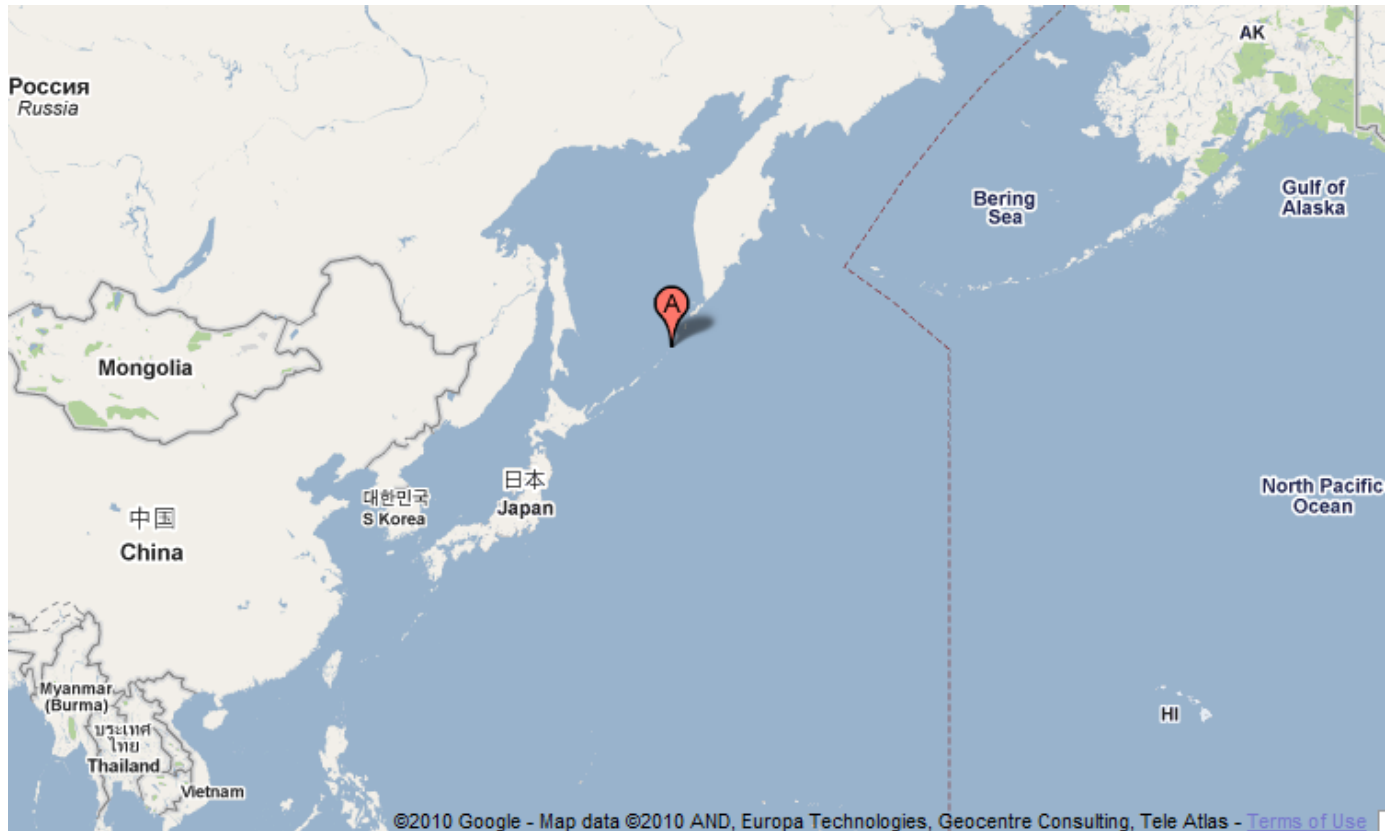 AK
Россия
Russia
Bering
Sea
Gulf of
Alaska
A
Mongolia
日本
Japan
대한민국
S Korea
North Pacific
Ocean
中国
China
Myanmar
(Burma)
ประเทศ
ไทย
Thailand
Vietnam
HI
©2010 Google - Map data ©2010 AND, Europa Technologies, Geocentre Consulting, Tele Atlas - Terms of Use